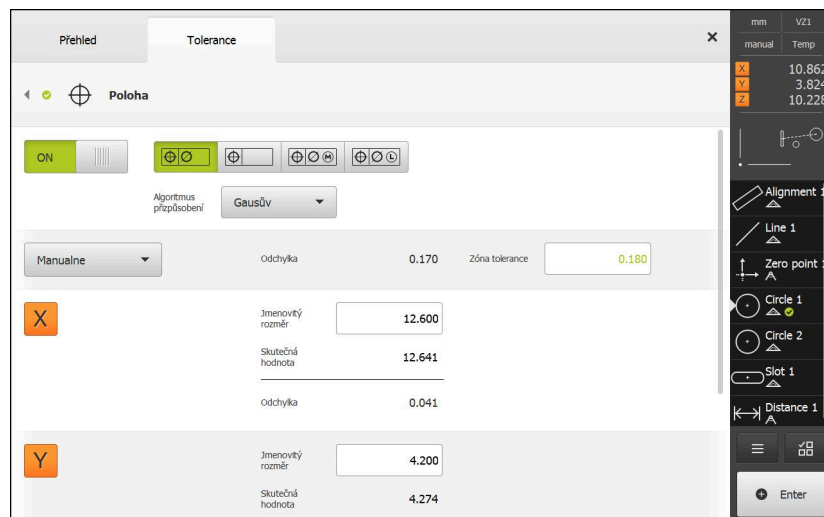 Přehled
Tolerance
×
Poloha
ON
Ⓜ
Ⓛ
Algoritmus
přizpůsobení
Gausův
Manualne
Odchylka
0.170
Zóna tolerance
0.180
X
Jmenovitý
rozměr
12.600
Skutečná
hodnota
12.641
Odchylka
0.041
Y
Jmenovitý
rozměr
4.200
Skutečná
hodnota
4.274
mm VZ1
manual Temp
X 10.862
Y 3.824
Z 10.228
Alignment 1
Line 1
Zero point 1
Circle 1
Circle 2
Slot 1
Distance 1
Enter